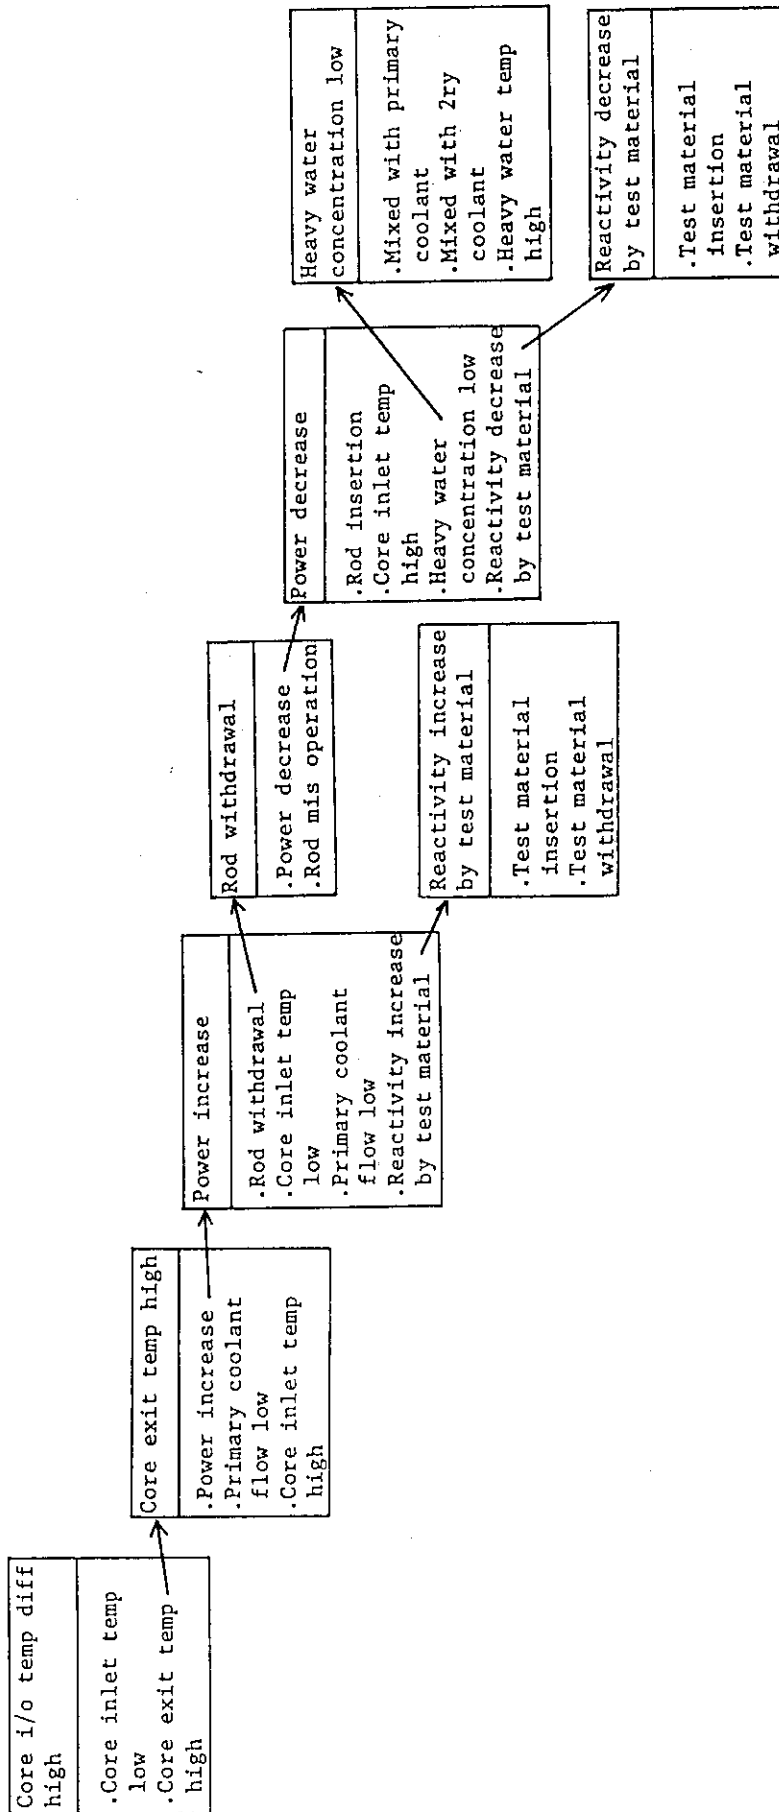 Core i/o temp diff
high
.Core inlet temp
low
.Core exit temp
high
Core exit temp high
.Power increase
.Primary coolant
flow low
.Core inlet temp
high
Power increase
.Rod withdrawal
.Core inlet temp
low
.Primary coolant
flow low
.Reactivity increase
by test material
Rod withdrawal
.Power decrease
.Rod mis operation
Reactivity increase
by test material
.Test material
insertion
.Test material
withdrawal
Power decrease
.Rod insertion
.Core inlet temp
high
.Heavy water
concentration low
.Reactivity decrease
by test material
Heavy water
concentration low
.Mixed with primary
coolant
.Mixed with 2ry
coolant
.Heavy water temp
high
Reactivity decrease
by test material
.Test material
insertion
.Test material
withdrawal